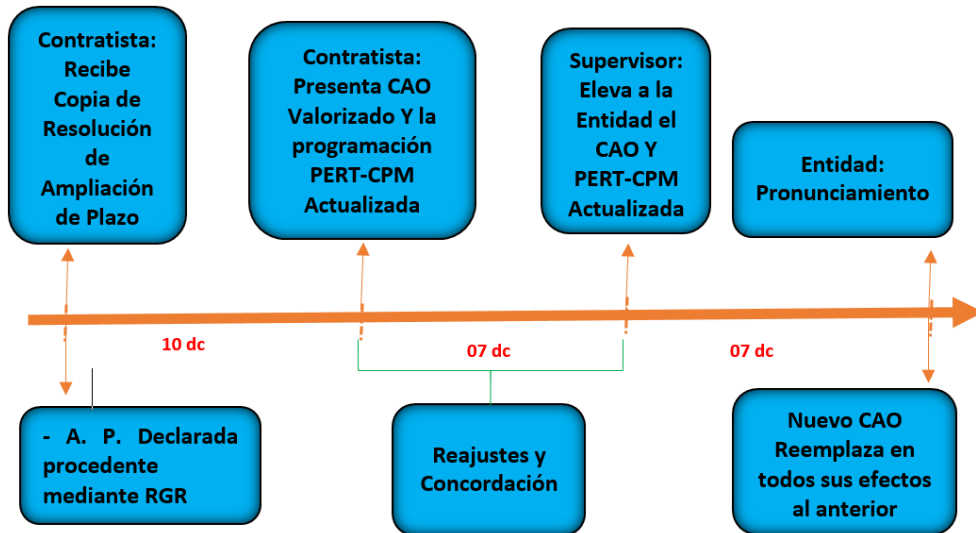 Contratista:
Recibe
Copia de
Resolución
de
Ampliación
de Plazo
Contratista:
Presenta CAO
Valorizado Y la
programación
PERT-CPM
Actualizada
Supervisor:
Eleva a la
Entidad el
CAO Y
PERT-CPM
Actualizada
Entidad:
Pronunciamiento
10 dc
07 dc
07 dc
- A. P. Declarada
procedente
mediante RGR
Reajustes y
Concordación
Nuevo CAO
Reemplaza en
todos sus efectos
al anterior